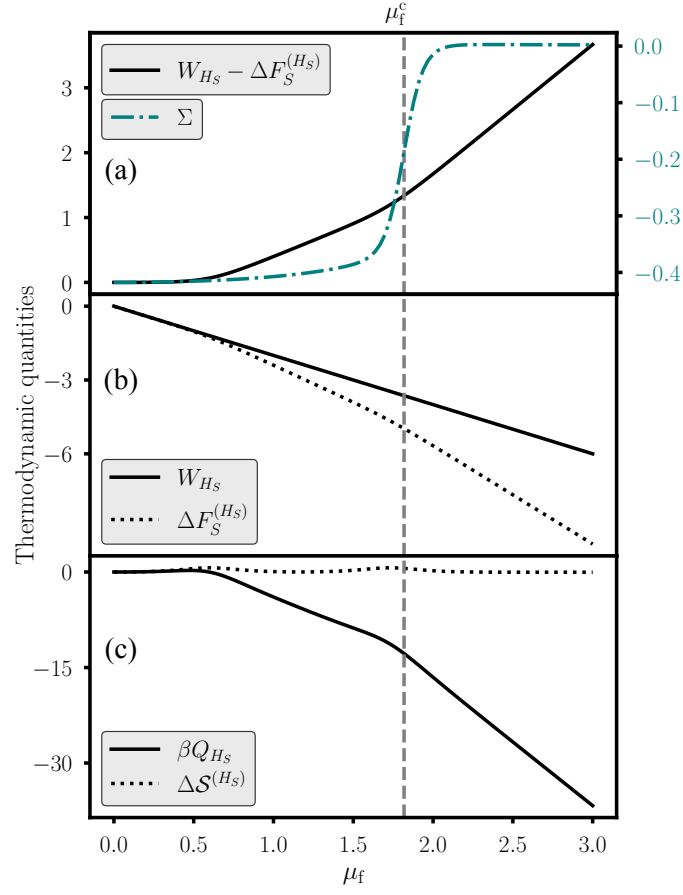 μ_f^c
W_{H_S} − ΔF_S^{(H_S)}
Σ
(a)
3
2
1
0
0.0
−0.1
−0.2
−0.3
−0.4
Thermodynamic quantities
0
−3
−6
(b)
W_{H_S}
ΔF_S^{(H_S)}
0
−15
−30
(c)
βQ_{H_S}
Δ𝒮^{(H_S)}
0.0 0.5 1.0 1.5 2.0 2.5 3.0
μ_f